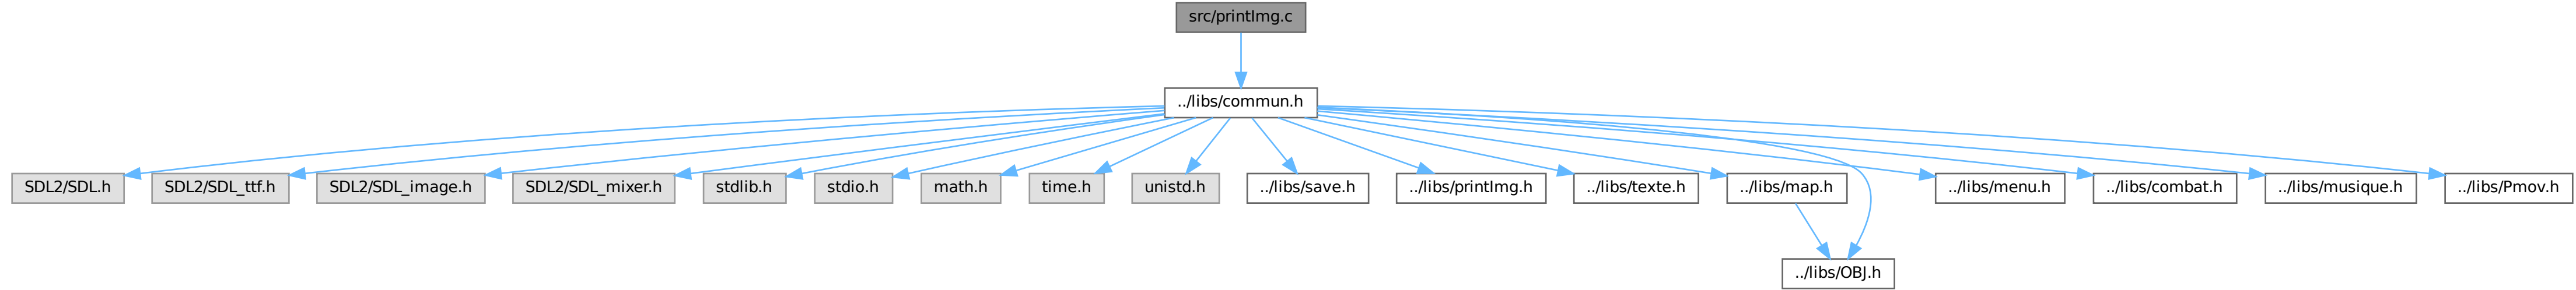 src/printImg.c
../libs/commun.h
SDL2/SDL.h
SDL2/SDL_ttf.h
SDL2/SDL_image.h
SDL2/SDL_mixer.h
stdlib.h
stdio.h
math.h
time.h
unistd.h
../libs/save.h
../libs/printImg.h
../libs/texte.h
../libs/map.h
../libs/menu.h
../libs/combat.h
../libs/musique.h
../libs/Pmov.h
../libs/OBJ.h